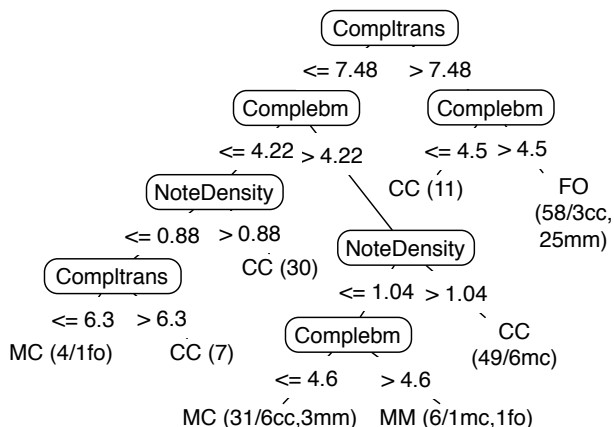 Compltrans
<= 7.48 > 7.48
Complebm Complebm
<= 4.22 > 4.22 <= 4.5 > 4.5
NoteDensity CC (11) FO
(58/3cc,
25mm)
<= 0.88 > 0.88 NoteDensity
Compltrans CC (30)
<= 1.04 > 1.04
<= 6.3 > 6.3 Complebm CC
(49/6mc)
MC (4/1fo) CC (7)
<= 4.6 > 4.6
MC (31/6cc,3mm) MM (6/1mc,1fo)